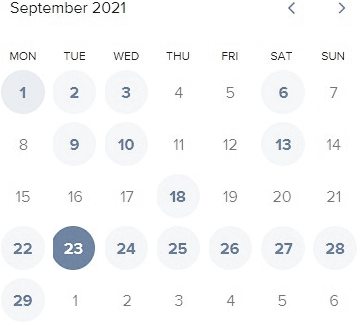 September 2021
MON TUE WED THU FRI SAT SUN
1 2 3 4 5 6 7
8 9 10 11 12 13 14
15 16 17 18 19 20 21
22 23 24 25 26 27 28
29 1 2 3 4 5 6